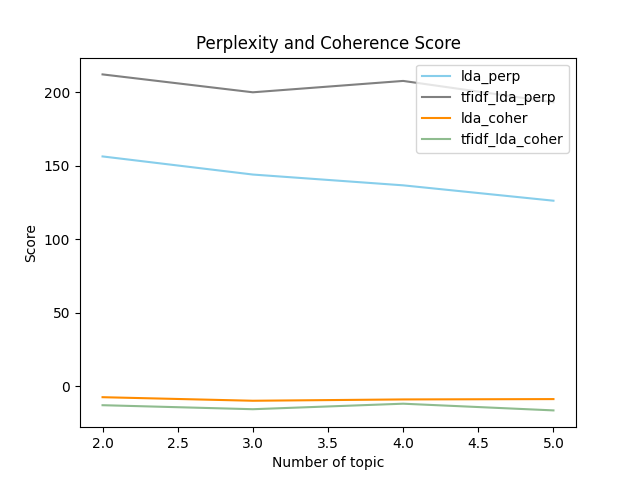 Perplexity and Coherence Score
lda_perp
tfidf_lda_perp
lda_coher
tfidf_lda_coher
200
150
100
50
0
Score
2.0 2.5 3.0 3.5 4.0 4.5 5.0
Number of topic